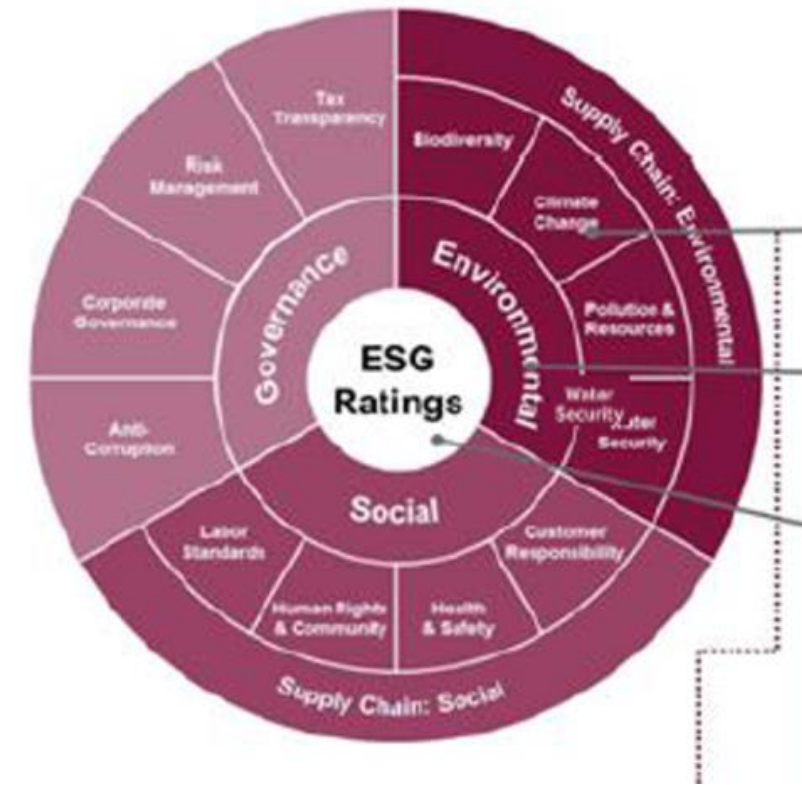 ESG
Ratings
Governance
Environmental
Social
Tax
Transparency
Risk
Management
Corporate
Governance
Anti-
Corruption
Biodiversity
Climate
Change
Pollution &
Resources
Water
Security
Security
Supply Chain: Environmental
Customer
Responsibility
Health
& Safety
Human Rights
& Community
Labor
Standards
Supply Chain: Social